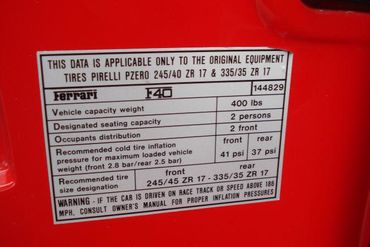 THIS DATA IS APPLICABLE ONLY TO THE ORIGINAL EQUIPMENT
TIRES PIRELLI PZERO 245/40 ZR 17 & 335/35 ZR 17
Ferrari F40 144829
Vehicle capacity weight 400 lbs
Designated seating capacity 2 persons
Occupants distribution 2 front
Recommended cold tire inflation front rear
pressure for maximum loaded vehicle 41 psi 37 psi
weight (front 2.8 bar/rear 2.5 bar)
Recommended tire front rear
size designation 245/45 ZR 17 - 335/35 ZR 17
WARNING - IF THE CAR IS DRIVEN ON RACE TRACK OR SPEED ABOVE 186
MPH, CONSULT OWNER'S MANUAL FOR PROPER INFLATION PRESSURES